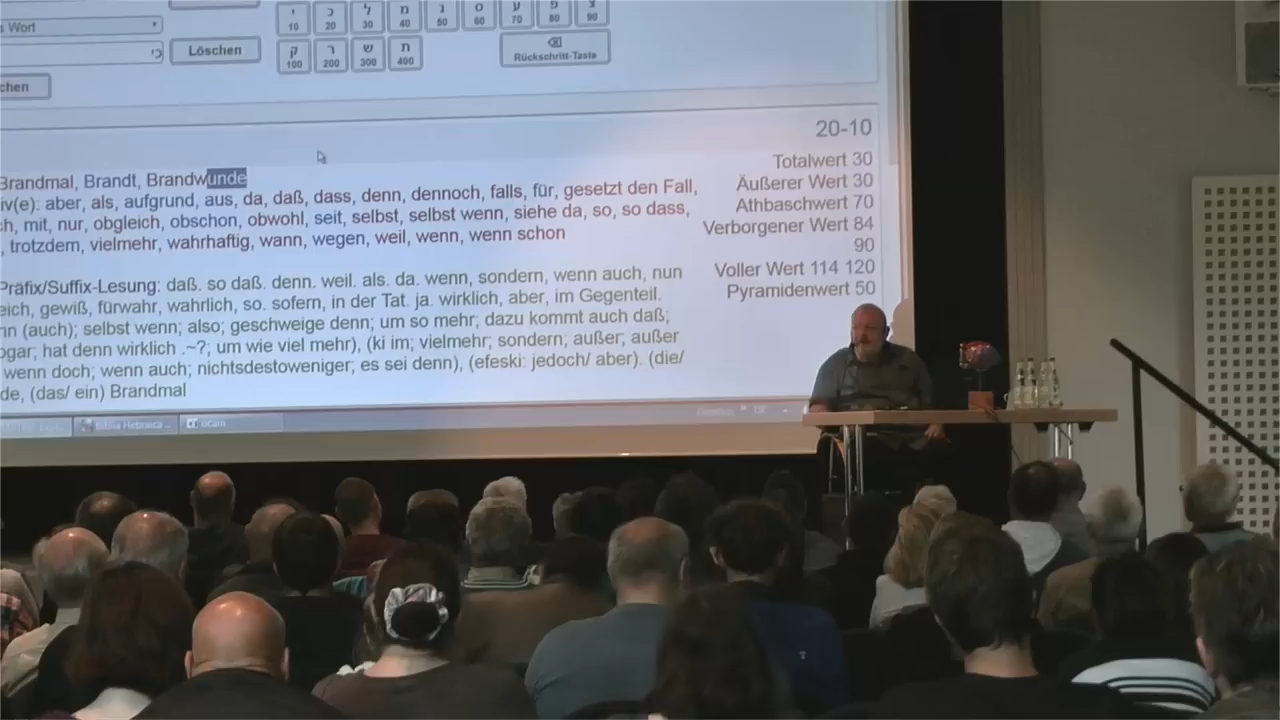 י כ ל מ נ ס ע פ צ
10 20 30 40 50 60 70 80 90
Wort
כי Löschen
ק ר ש ת
100 200 300 400 Rückschritt-Taste
chen
20-10
Totalwert 30
Äußerer Wert 30
Athbaschwert 70
Verborgener Wert 84
90
Voller Wert 114 120
Pyramidenwert 50
Brandmal, Brandt, Brandwunde
iv(e): aber, als, aufgrund, aus, da, daß, dass, denn, dennoch, falls, für, gesetzt den Fall,
ch, mit, nur, obgleich, obschon, obwohl, seit, selbst, selbst wenn, siehe da, so, so dass,
, trotzdem, vielmehr, wahrhaftig, wann, wegen, weil, wenn, wenn schon
Präfix/Suffix-Lesung: daß. so daß. denn. weil. als. da. wenn, sondern, wenn auch, nun
eich, gewiß, fürwahr, wahrlich, so. sofern, in der Tat. ja. wirklich, aber, im Gegenteil.
nn (auch); selbst wenn; also; geschweige denn; um so mehr; dazu kommt auch daß;
ogar; hat denn wirklich .~?; um wie viel mehr), (ki im; vielmehr; sondern; außer; außer
wenn doch; wenn auch; nichtsdestoweniger; es sei denn), (efeski: jedoch/ aber). (die/
de, (das/ ein) Brandmal
Biblia Hebraica ... ocam DE